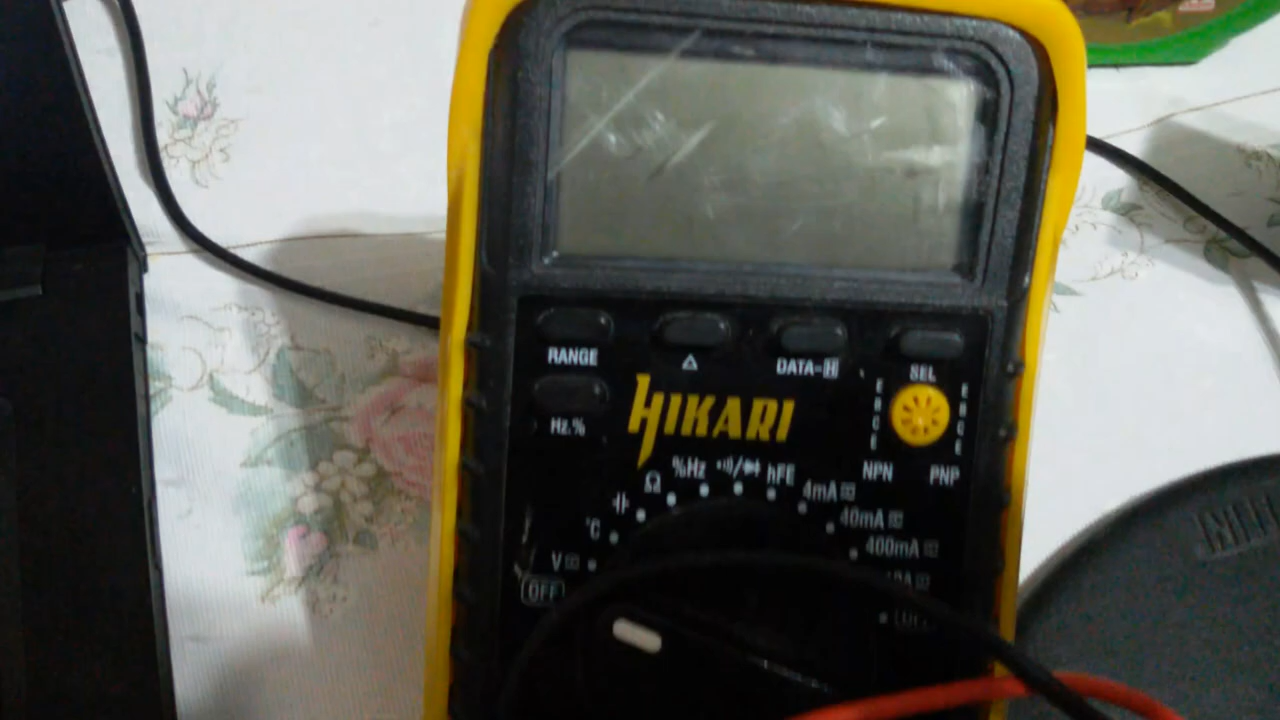 RANGE
DATA-H
SEL
Hz.%
HIKARI
E
B
C
E
E
B
C
E
NPN
PNP
%Hz
hFE
Ω
4mA
°C
40mA
400mA
V
OFF